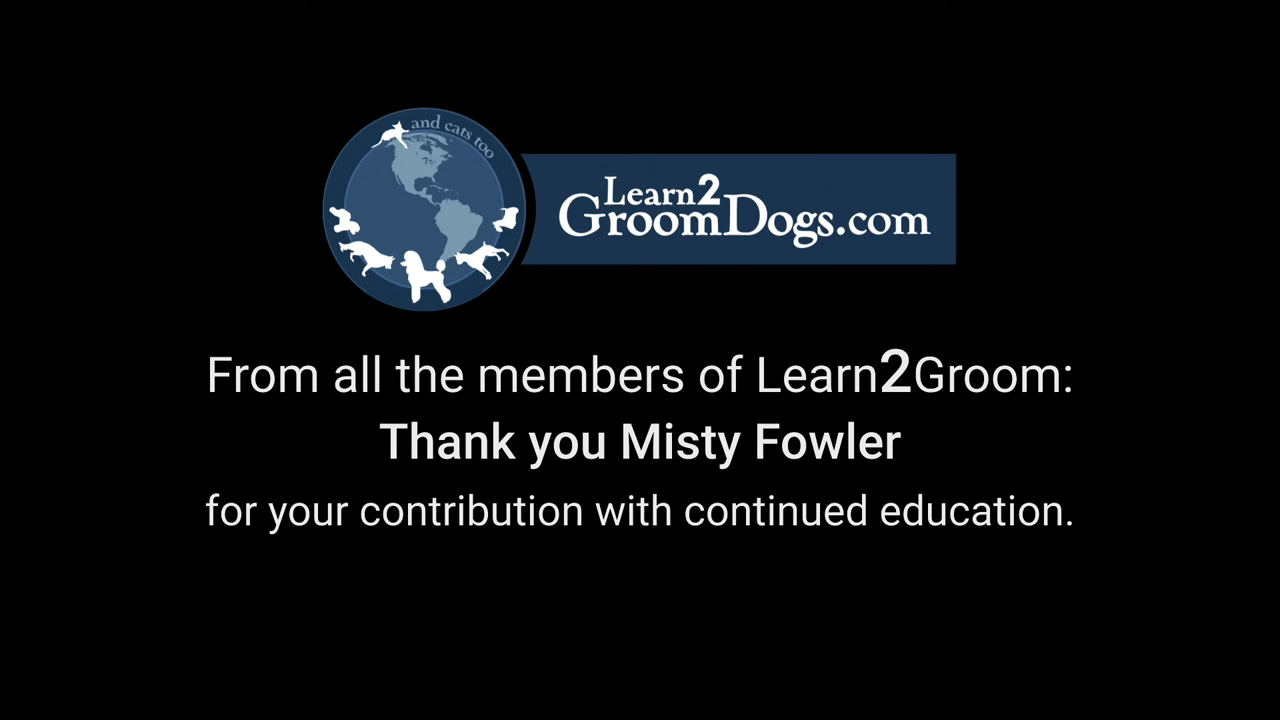 and cats too
Learn2
GroomDogs.com
From all the members of Learn2Groom:
Thank you Misty Fowler
for your contribution with continued education.